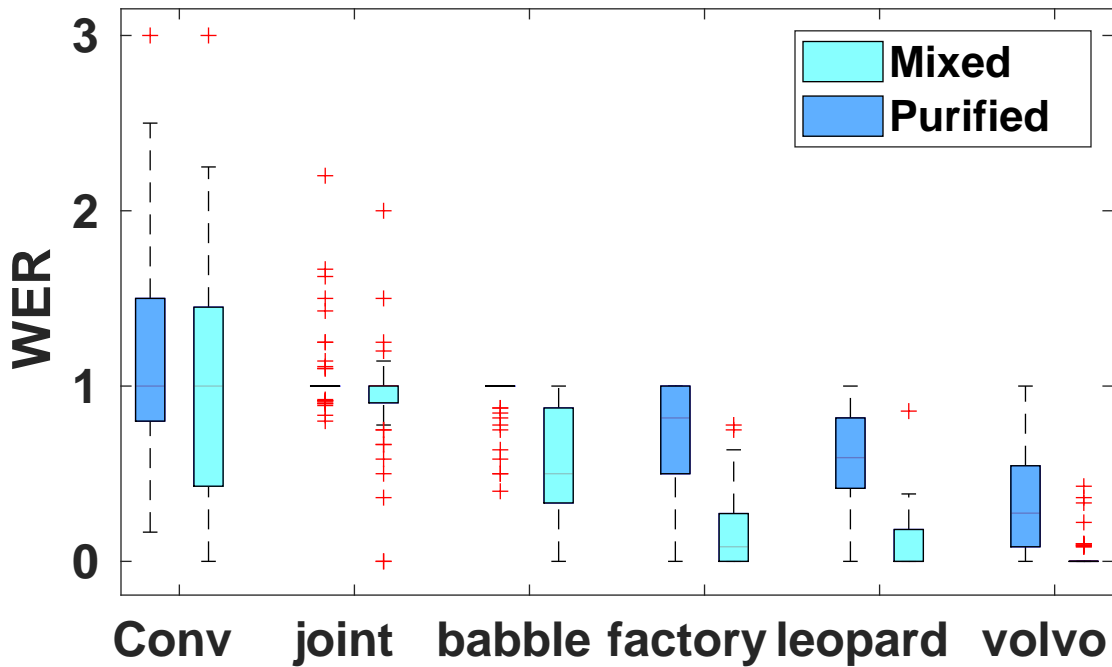 3
Mixed
Purified
2
WER
1
0
Conv joint babble factory leopard volvo